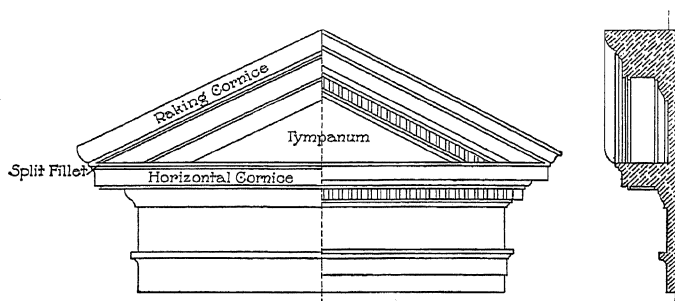 Raking Cornice
Tympanum
Split Fillet
Horizontal Cornice